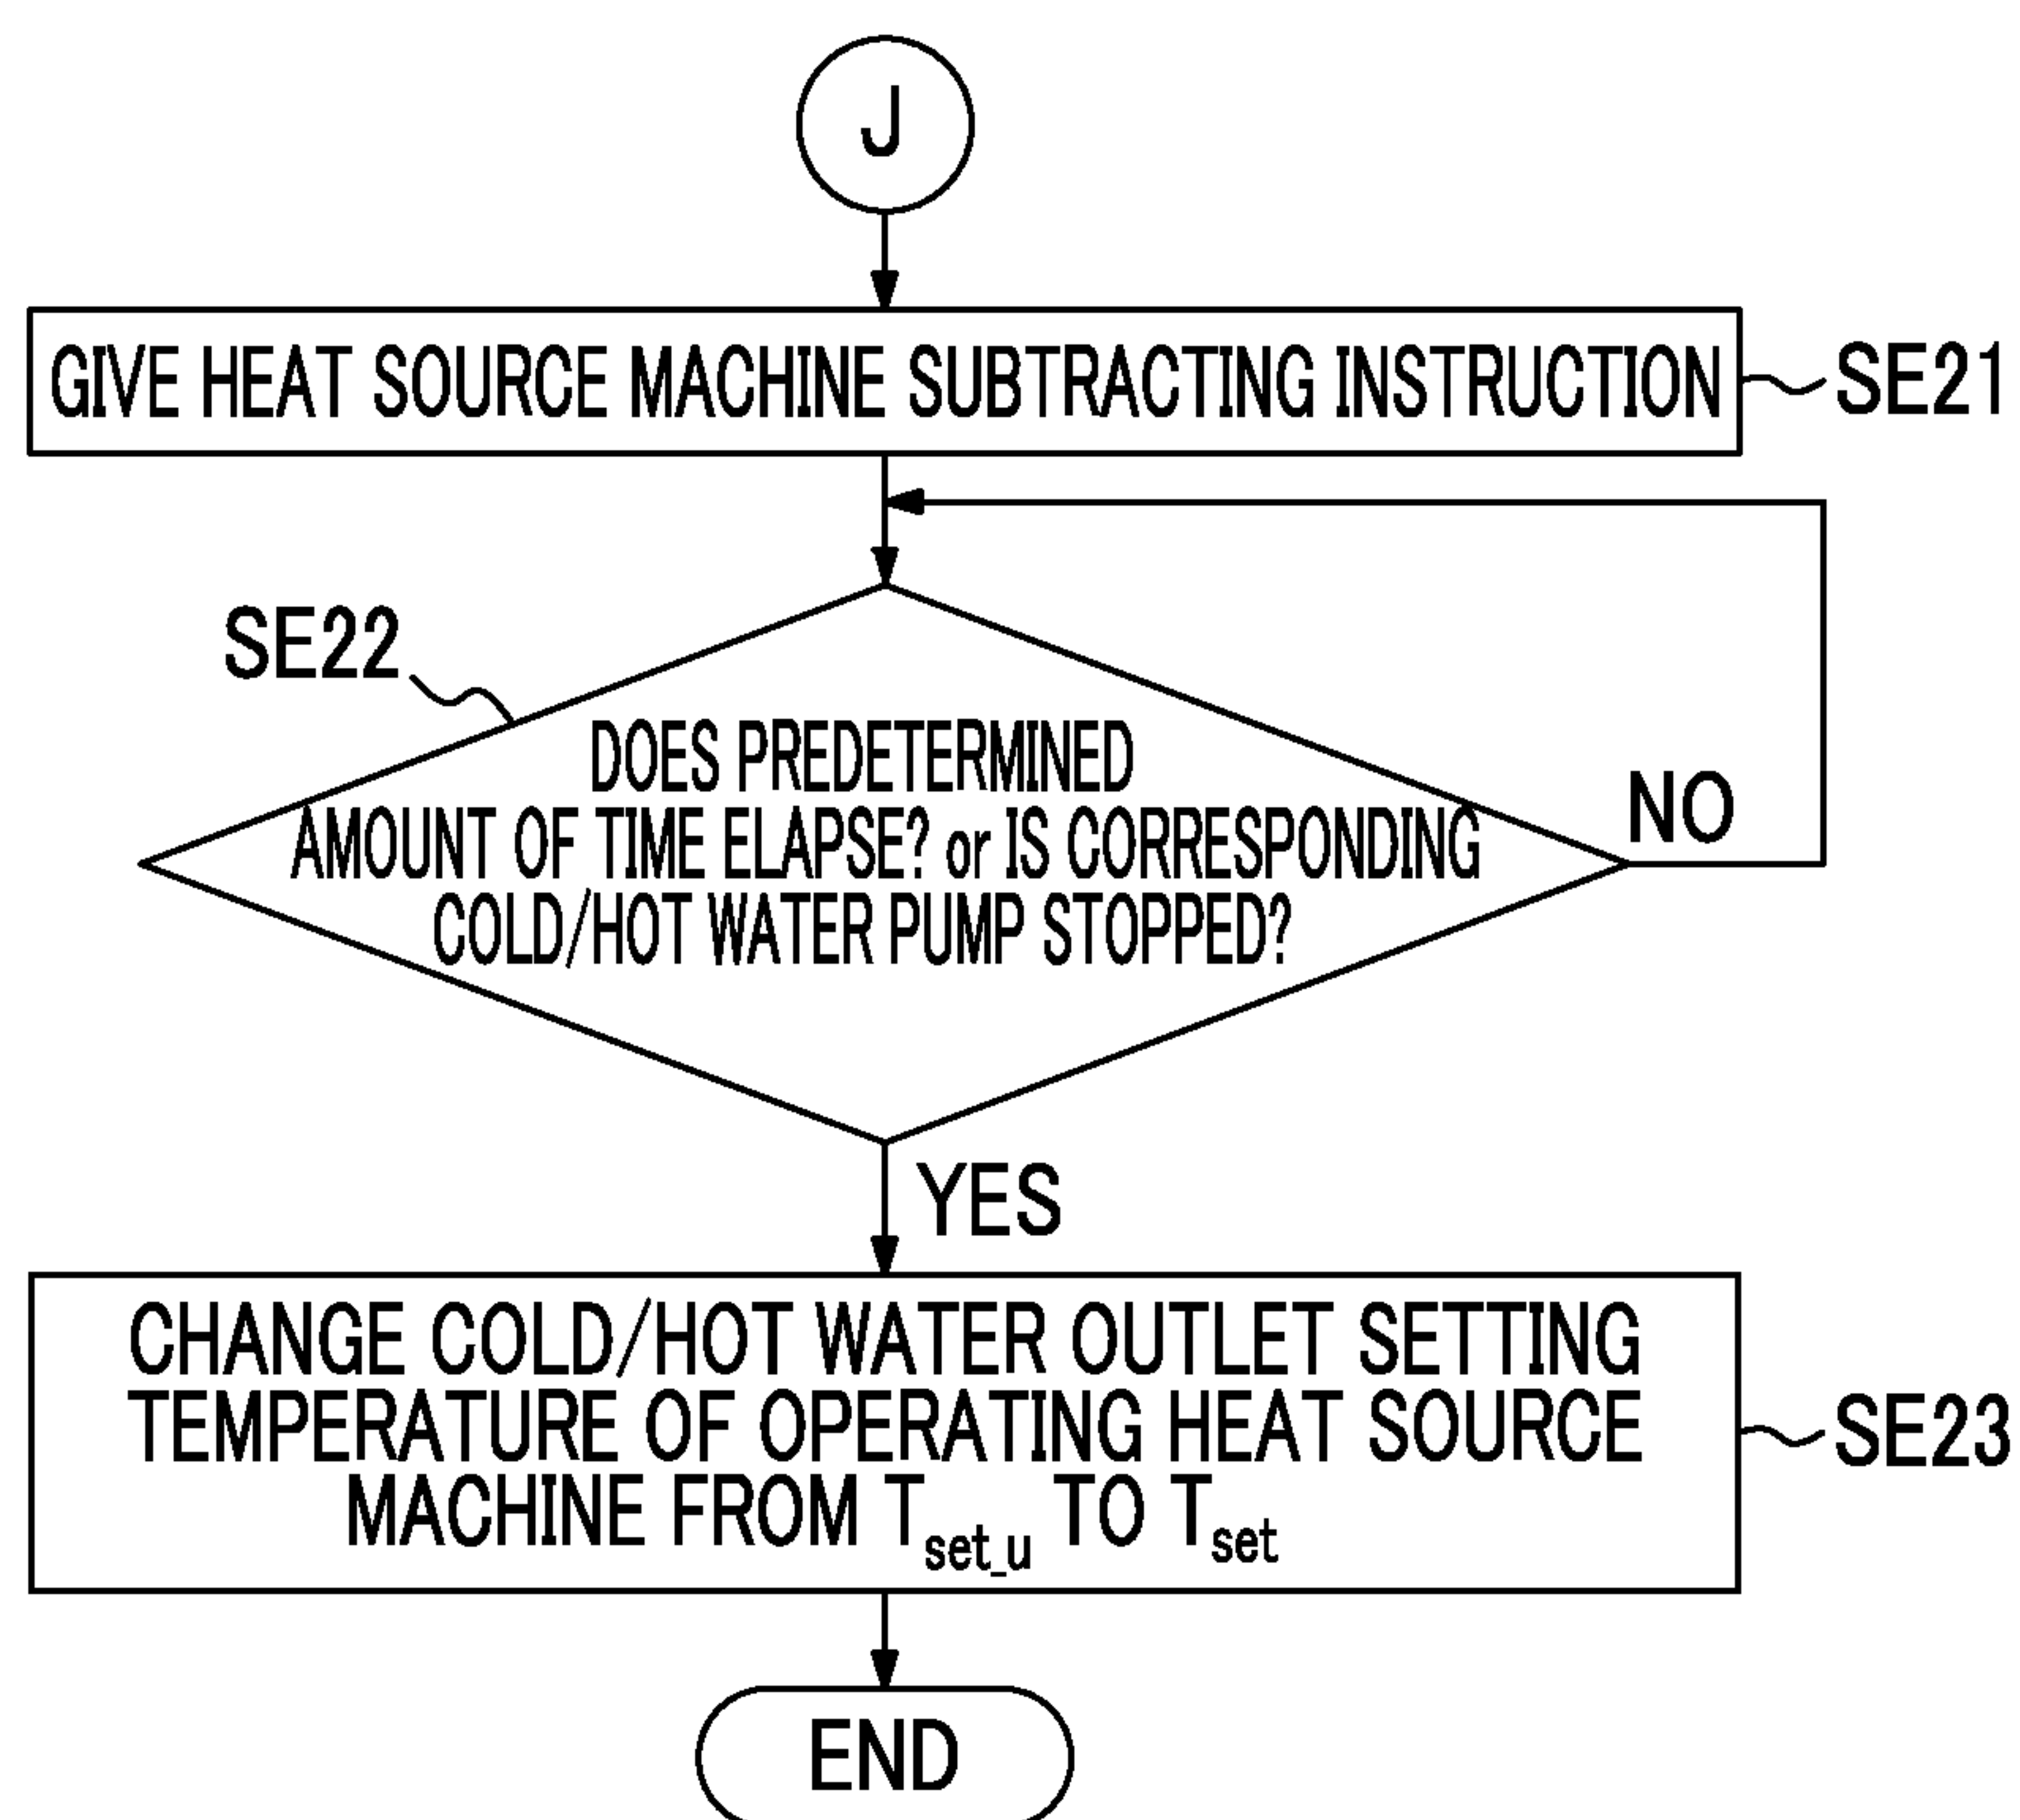 J
GIVE HEAT SOURCE MACHINE SUBTRACTING INSTRUCTION
SE21
SE22
DOES PREDETERMINED
AMOUNT OF TIME ELAPSE? or IS CORRESPONDING
COLD/HOT WATER PUMP STOPPED?
NO
YES
CHANGE COLD/HOT WATER OUTLET SETTING
TEMPERATURE OF OPERATING HEAT SOURCE
MACHINE FROM T_set_u TO T_set
SE23
END